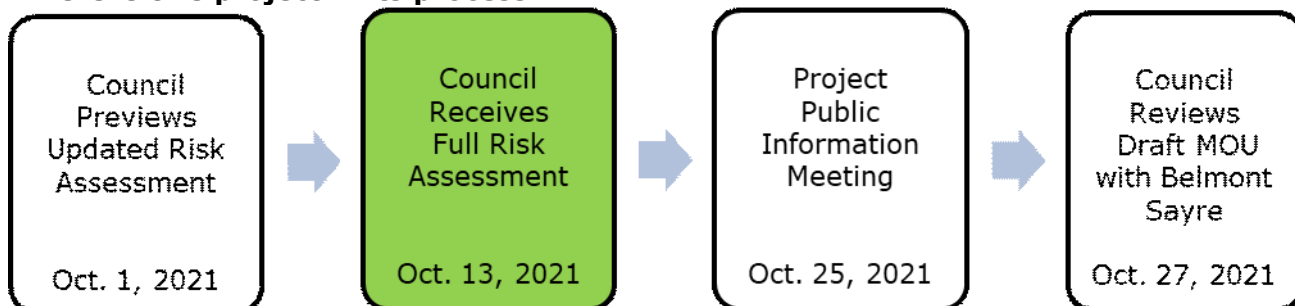 Council
Previews
Updated Risk
Assessment
Oct. 1, 2021
Council
Receives
Full Risk
Assessment
Oct. 13, 2021
Project
Public
Information
Meeting
Oct. 25, 2021
Council
Reviews
Draft MOU
with Belmont
Sayre
Oct. 27, 2021